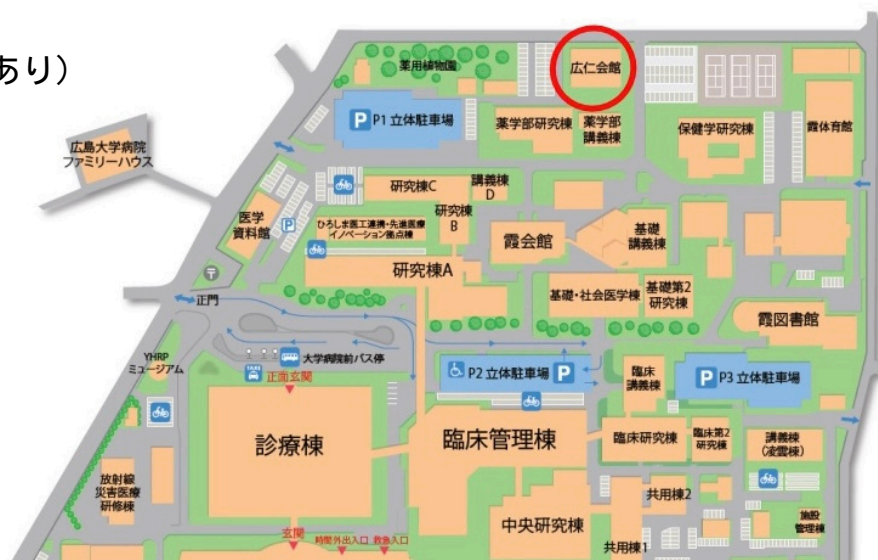 あり）
薬用植物園
広仁会館
P
P1 立体駐車場
薬学部研究棟
薬学部
講義棟
保健学研究棟
霞体育館
広島大学病院
ファミリーハウス
研究棟C
講義棟
D
研究棟
B
医学
資料館
P
ひろしま医工連携・先進医療
イノベーション拠点棟
霞会館
基礎
講義棟
研究棟A
基礎・社会医学棟
基礎第2
研究棟
正門
霞図書館
YHRP
ミュージアム
大学病院前バス停
TAXI
正面玄関
P2 立体駐車場
P
臨床
講義棟
P
P3 立体駐車場
診療棟
臨床管理棟
臨床研究棟
臨床第2
研究棟
講義棟
（凌雲棟）
放射線
災害医療
研修棟
共用棟2
中央研究棟
施設
管理棟
玄関
時間外出入口
救急入口
共用棟1